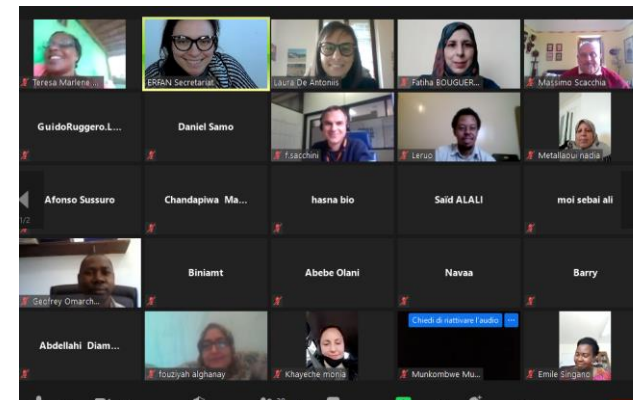 Teresa Marlene ...
ERFAN Secretariat
Laura De Antoniis
Fatiha BOUGUER...
Massimo Scacchia
GuidoRuggero.L...
Daniel Samo
f.sacchini
Leruo
Metallaoui nadia
Afonso Sussuro
Chandapiwa Ma...
hasna bio
Saïd ALALI
moi sebai ali
1/2
Geofrey Omarch...
Biniamt
Abebe Olani
Navaa
Barry
Abdellahi Diam...
fouziyah alghanay
Khayeche monia
Chiedi di riattivare l'audio ...
Munkombwe Mu...
Emile Singano